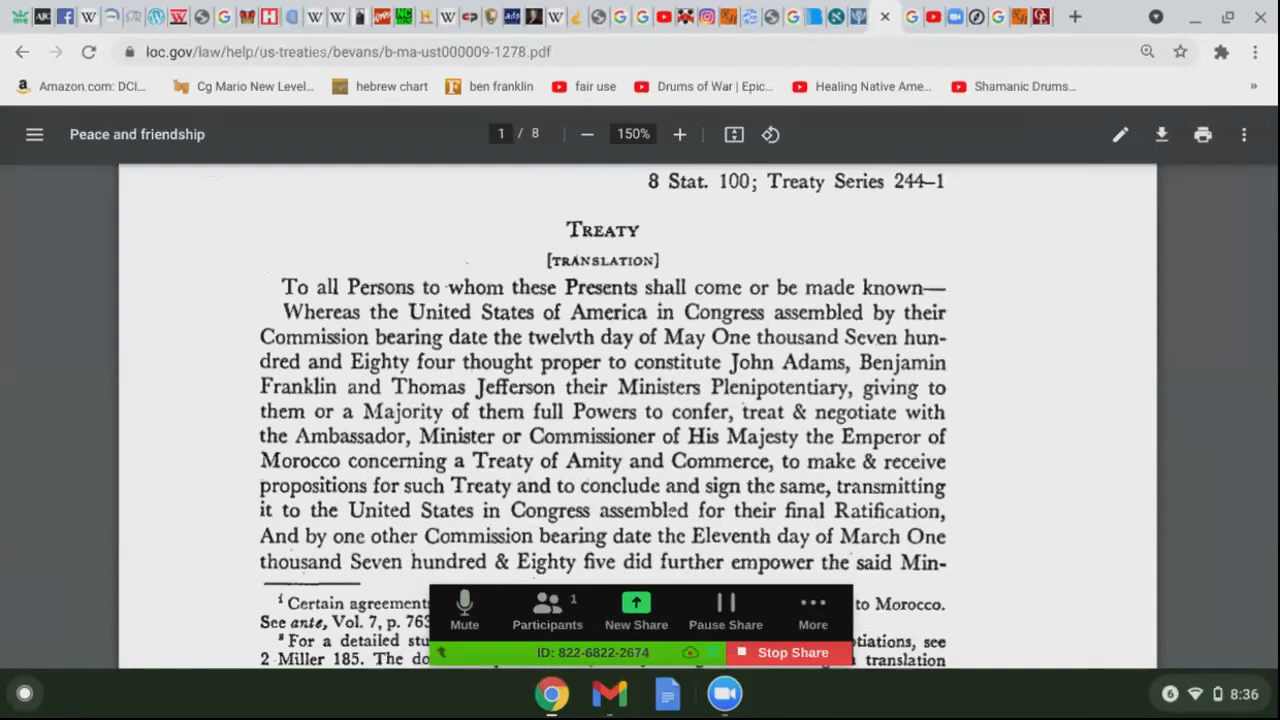 loc.gov/law/help/us-treaties/bevans/b-ma-ust000009-1278.pdf
Amazon.com: DCI... Cg Mario New Level... hebrew chart ben franklin fair use Drums of War | Epic... Healing Native Ame... Shamanic Drums... »
Peace and friendship 1 / 8 150%
8 Stat. 100; Treaty Series 244–1
TREATY
[TRANSLATION]
To all Persons to whom these Presents shall come or be made known—
Whereas the United States of America in Congress assembled by their
Commission bearing date the twelvth day of May One thousand Seven hun-
dred and Eighty four thought proper to constitute John Adams, Benjamin
Franklin and Thomas Jefferson their Ministers Plenipotentiary, giving to
them or a Majority of them full Powers to confer, treat & negotiate with
the Ambassador, Minister or Commissioner of His Majesty the Emperor of
Morocco concerning a Treaty of Amity and Commerce, to make & receive
propositions for such Treaty and to conclude and sign the same, transmitting
it to the United States in Congress assembled for their final Ratification,
And by one other Commission bearing date the Eleventh day of March One
thousand Seven hundred & Eighty five did further empower the said Min-
¹ Certain agreements to Morocco.
See ante, Vol. 7, p. 763
For a detailed stu tiations, see
2 Miller 185. The do translation
1
Mute Participants New Share Pause Share More
ID: 822-6822-2674 Stop Share
6 8:36